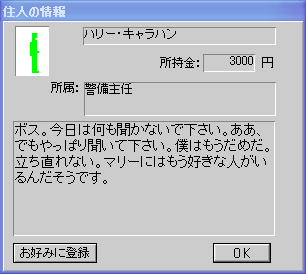 住人の情報
ハリー・キャラハン
所持金: 3000 円
所属: 警備主任
ボス。今日は何も聞かないで下さい。ああ、
でもやっぱり聞いて下さい。僕はもうだめだ。
立ち直れない。マリーにはもう好きな人がい
るんだそうです。
お好みに登録 OK